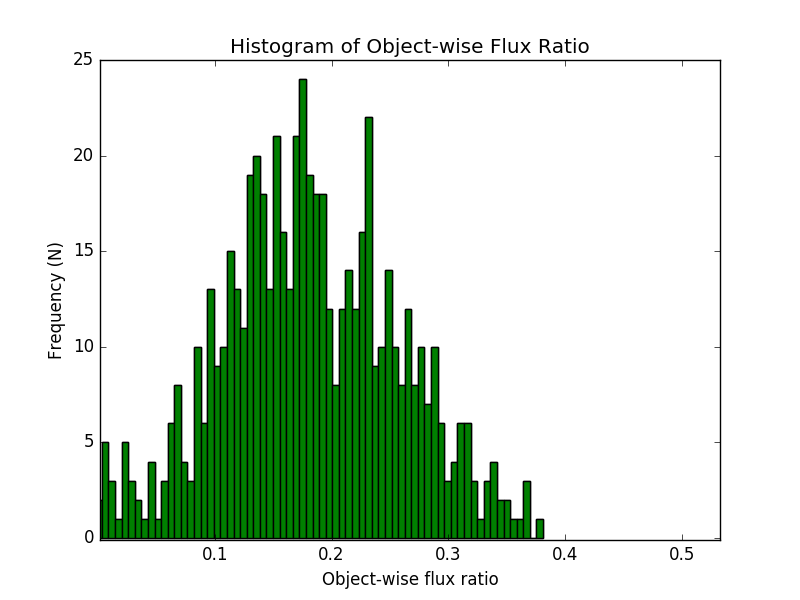 Histogram of Object-wise Flux Ratio
25
20
15
10
5
0
Frequency (N)
0.1 0.2 0.3 0.4 0.5
Object-wise flux ratio